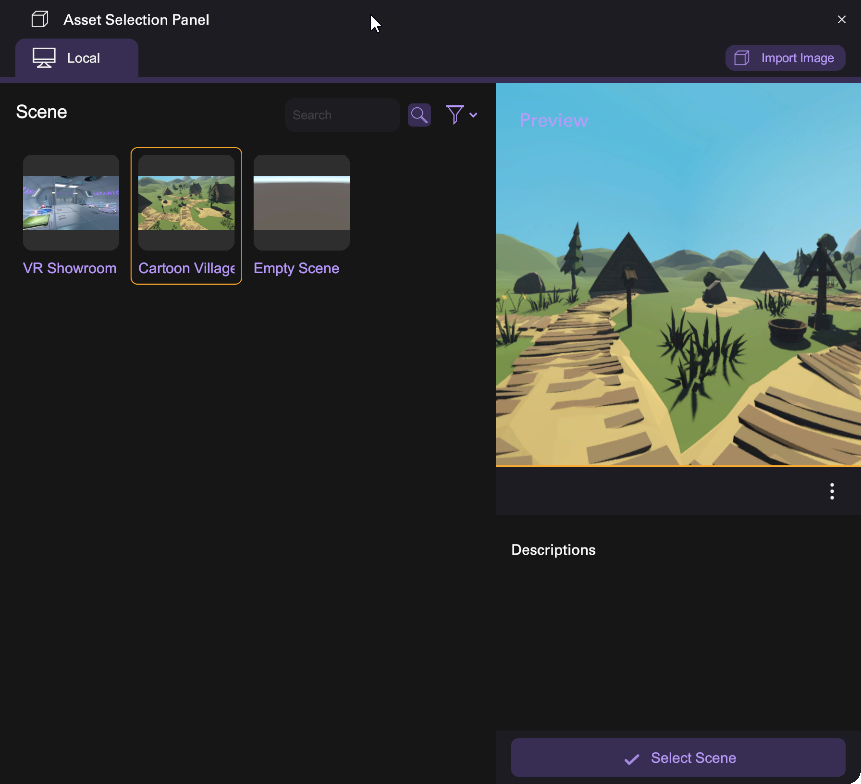 Asset Selection Panel
Local
Import Image
Scene
Search
Preview
VR Showroom
Cartoon Village
Empty Scene
Descriptions
Select Scene